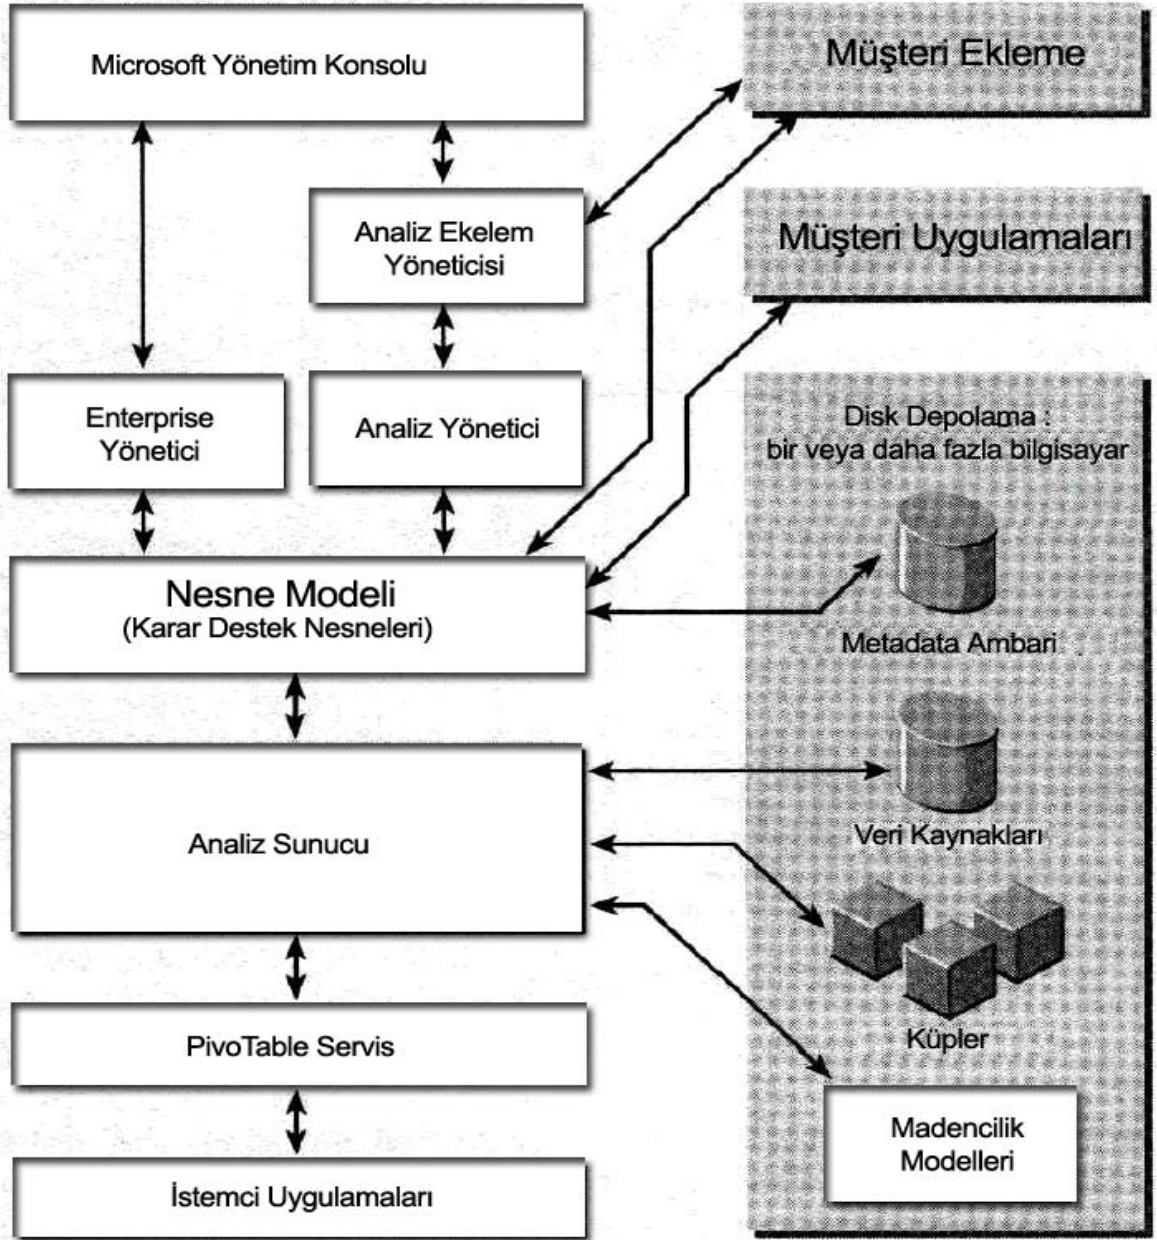 Microsoft Yönetim Konsolu
Müşteri Ekleme
Analiz Ekelem
Yöneticisi
Müşteri Uygulamaları
Enterprise
Yönetici
Analiz Yönetici
Disk Depolama :
bir veya daha fazla bilgisayar
Nesne Modeli
(Karar Destek Nesneleri)
Metadata Ambari
Analiz Sunucu
Veri Kaynakları
Küpler
PivoTable Servis
Madencilik
Modelleri
İstemci Uygulamaları